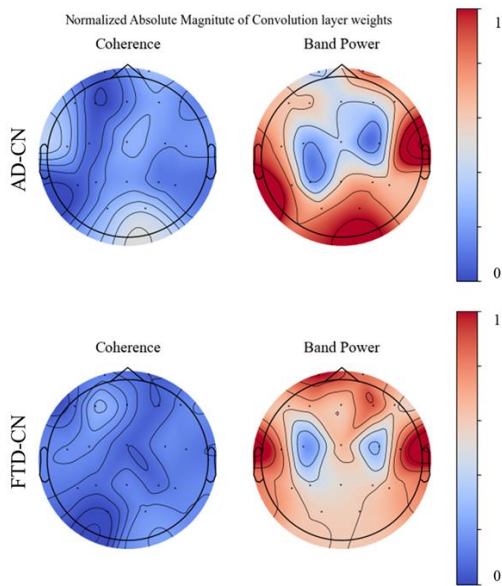 Normalized Absolute Magnitute of Convolution layer weights
Coherence
Band Power
AD-CN
1
0
Coherence
Band Power
FTD-CN
1
0